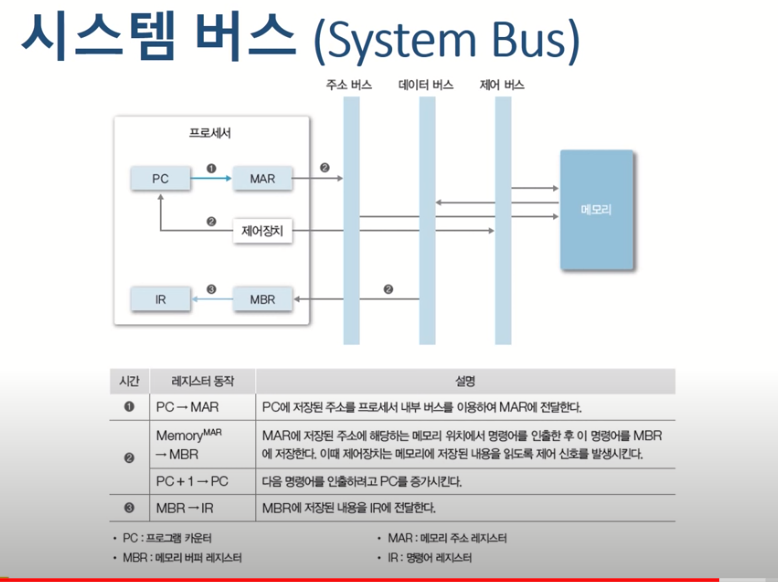 시스템 버스 (System Bus)
주소 버스 데이터 버스 제어 버스
프로세서
PC ❶ MAR ❷
❷ 제어장치
메모리
IR ❸ MBR ❷
시간 레지스터 동작 설명
❶ PC → MAR PC에 저장된 주소를 프로세서 내부 버스를 이용하여 MAR에 전달한다.
❷ Memory^MAR → MBR MAR에 저장된 주소에 해당하는 메모리 위치에서 명령어를 인출한 후 이 명령어를 MBR
에 저장한다. 이때 제어장치는 메모리에 저장된 내용을 읽도록 제어 신호를 발생시킨다.
PC + 1 → PC 다음 명령어를 인출하려고 PC를 증가시킨다.
❸ MBR → IR MBR에 저장된 내용을 IR에 전달한다.
• PC : 프로그램 카운터 • MAR : 메모리 주소 레지스터
• MBR : 메모리 버퍼 레지스터 • IR : 명령어 레지스터